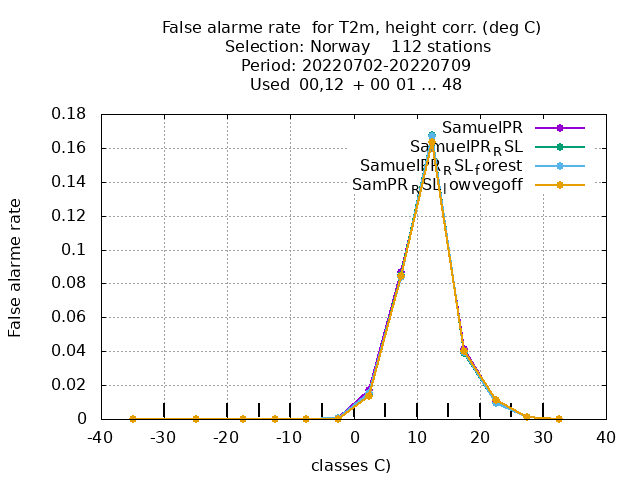 False alarme rate  for T2m, height corr. (deg C)
Selection: Norway    112 stations
Period: 20220702-20220709
Used  00,12  + 00 01 ... 48
0.18
0.16
0.14
0.12
0.1
0.08
0.06
0.04
0.02
0
False alarme rate
SamuelPR
SamuelPR_RSL
SamuelPR_RSL_forest
SamPR_RSL_lowvegoff
-40 -30 -20 -10 0 10 20 30 40
classes C)